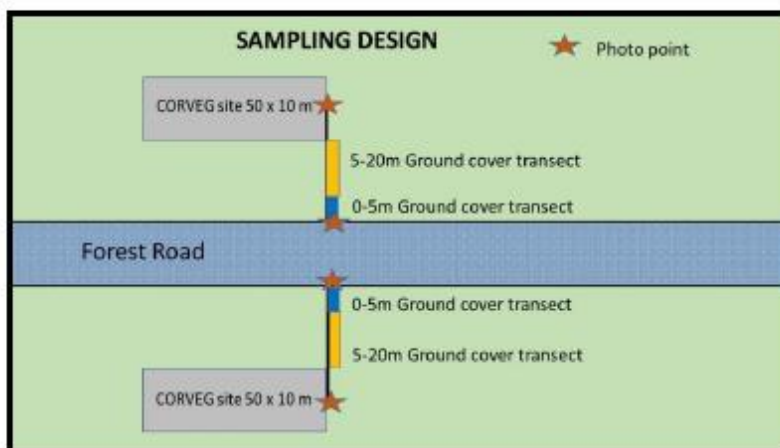 SAMPLING DESIGN
Photo point
CORVEG site 50 x 10 m
5-20m Ground cover transect
0-5m Ground cover transect
Forest Road
0-5m Ground cover transect
5-20m Ground cover transect
CORVEG site 50 x 10 m